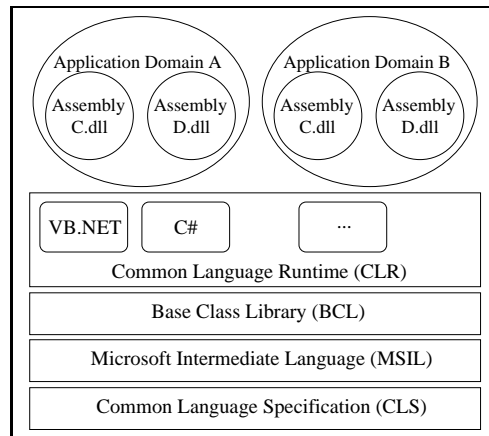 Application Domain A
Application Domain B
Assembly
C.dll
Assembly
D.dll
Assembly
C.dll
Assembly
D.dll
VB.NET
C#
...
Common Language Runtime (CLR)
Base Class Library (BCL)
Microsoft Intermediate Language (MSIL)
Common Language Specification (CLS)